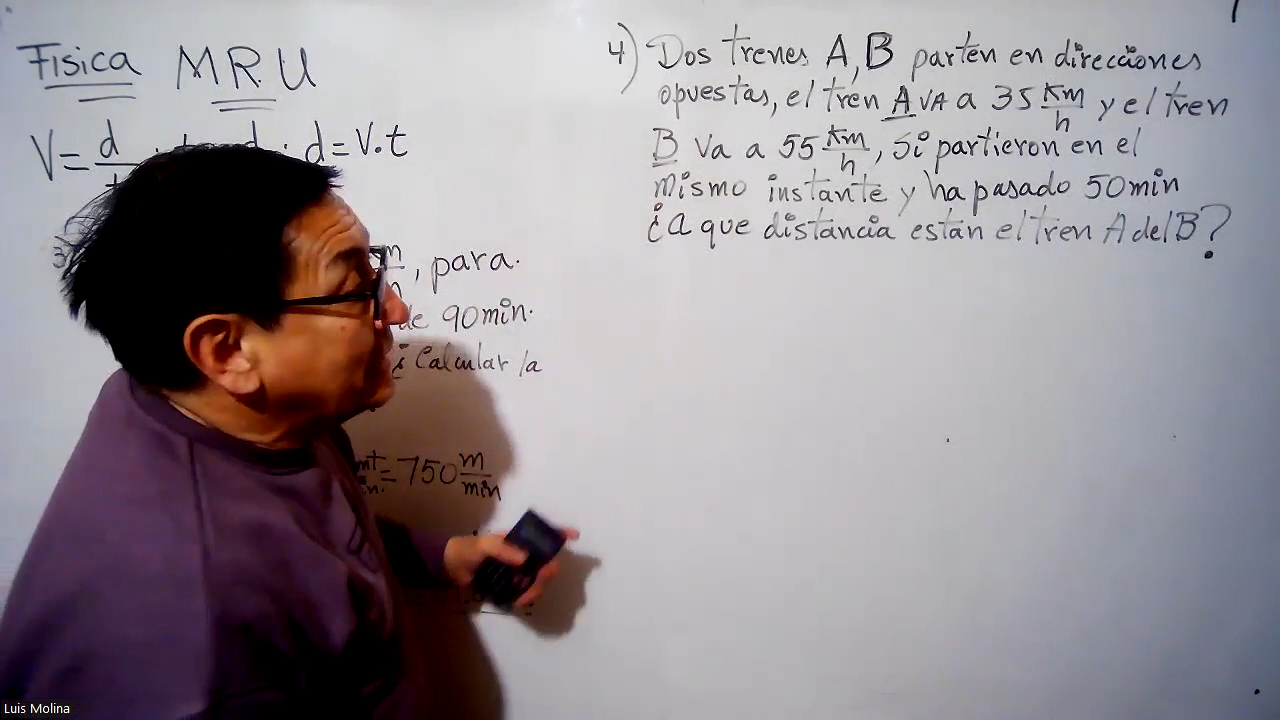 Fisica MRU
V = d ; d = V.t
m, para.
de 90min.
Calcular la
= 750 m/min
4) Dos trenes A, B parten en direcciones
opuestas, el tren A VA a 35 Km/h y el tren
B va a 55 Km/h, Si partieron en el
mismo instante y ha pasado 50min
¿a que distancia están el tren A del B?
Luis Molina